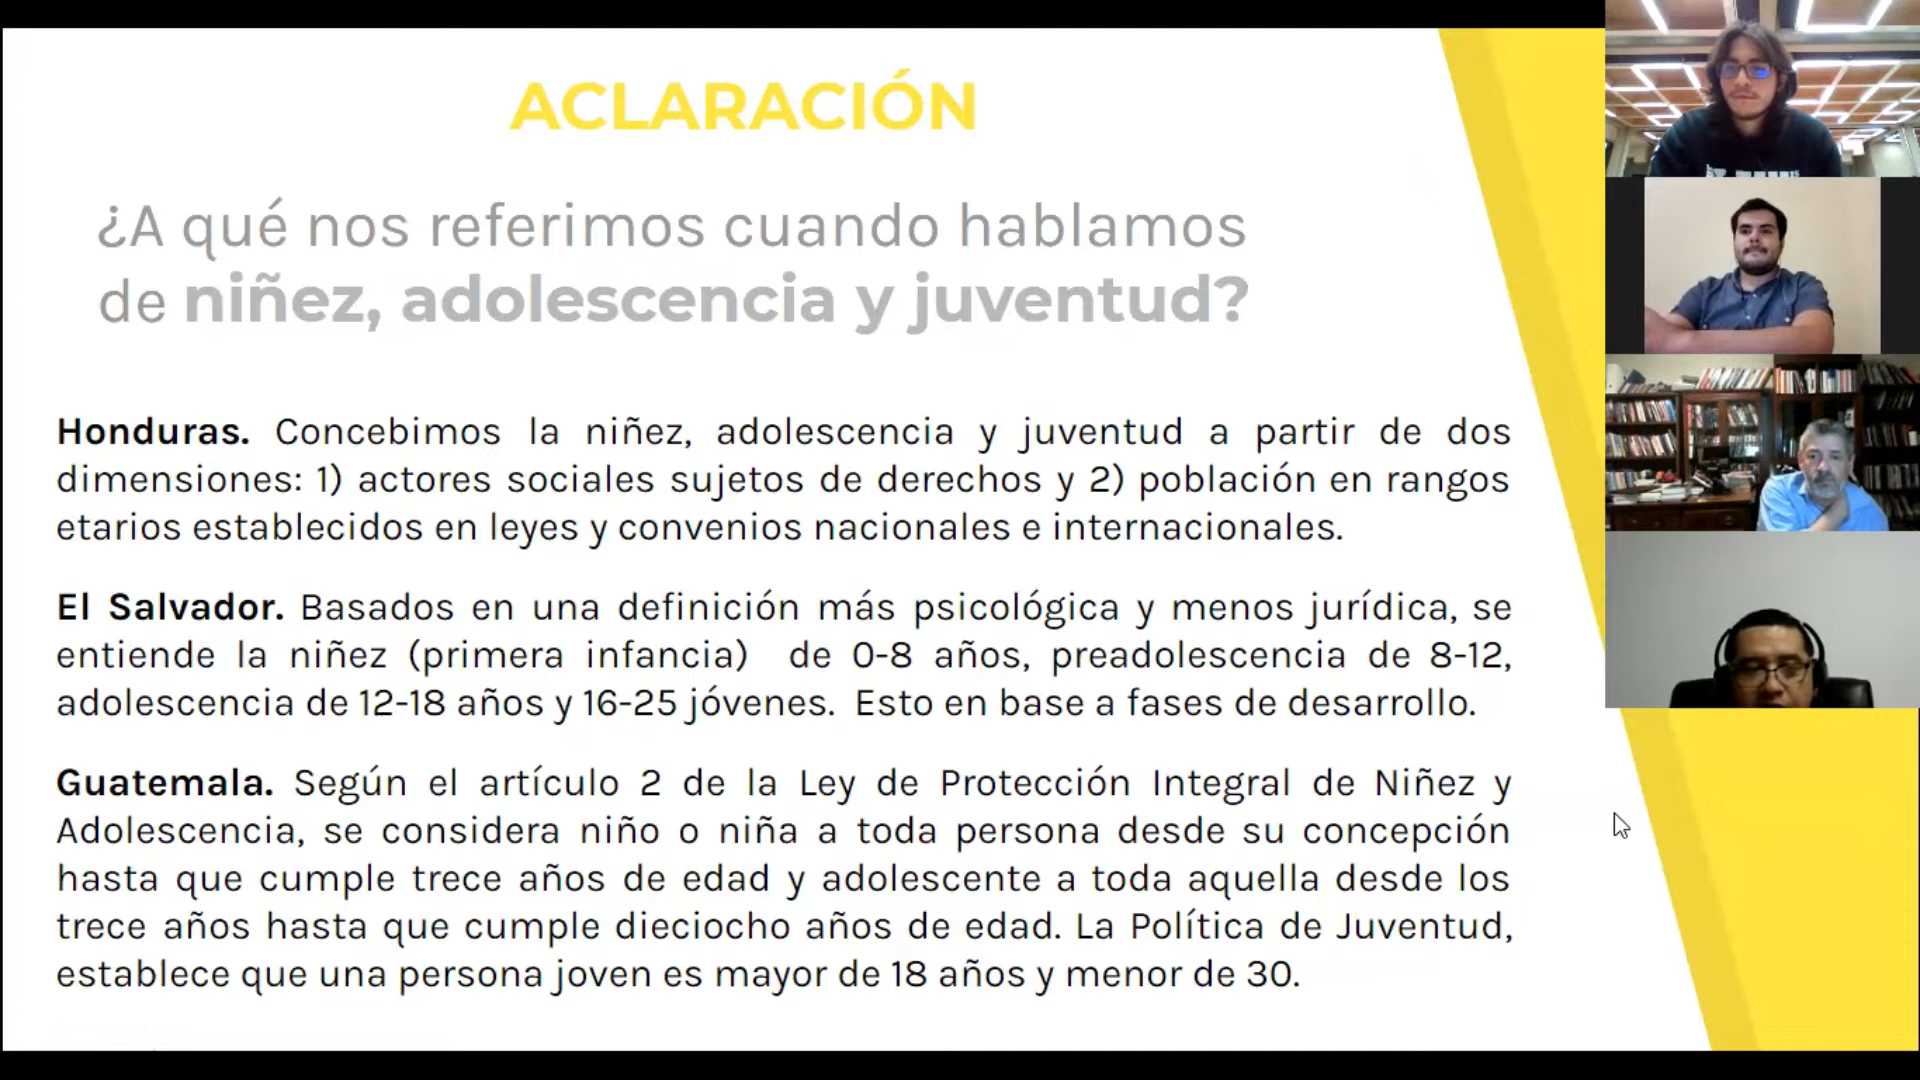 ACLARACIÓN
¿A qué nos referimos cuando hablamos
de niñez, adolescencia y juventud?
Honduras. Concebimos la niñez, adolescencia y juventud a partir de dos
dimensiones: 1) actores sociales sujetos de derechos y 2) población en rangos
etarios establecidos en leyes y convenios nacionales e internacionales.
El Salvador. Basados en una definición más psicológica y menos jurídica, se
entiende la niñez (primera infancia) de 0-8 años, preadolescencia de 8-12,
adolescencia de 12-18 años y 16-25 jóvenes. Esto en base a fases de desarrollo.
Guatemala. Según el artículo 2 de la Ley de Protección Integral de Niñez y
Adolescencia, se considera niño o niña a toda persona desde su concepción
hasta que cumple trece años de edad y adolescente a toda aquella desde los
trece años hasta que cumple dieciocho años de edad. La Política de Juventud,
establece que una persona joven es mayor de 18 años y menor de 30.